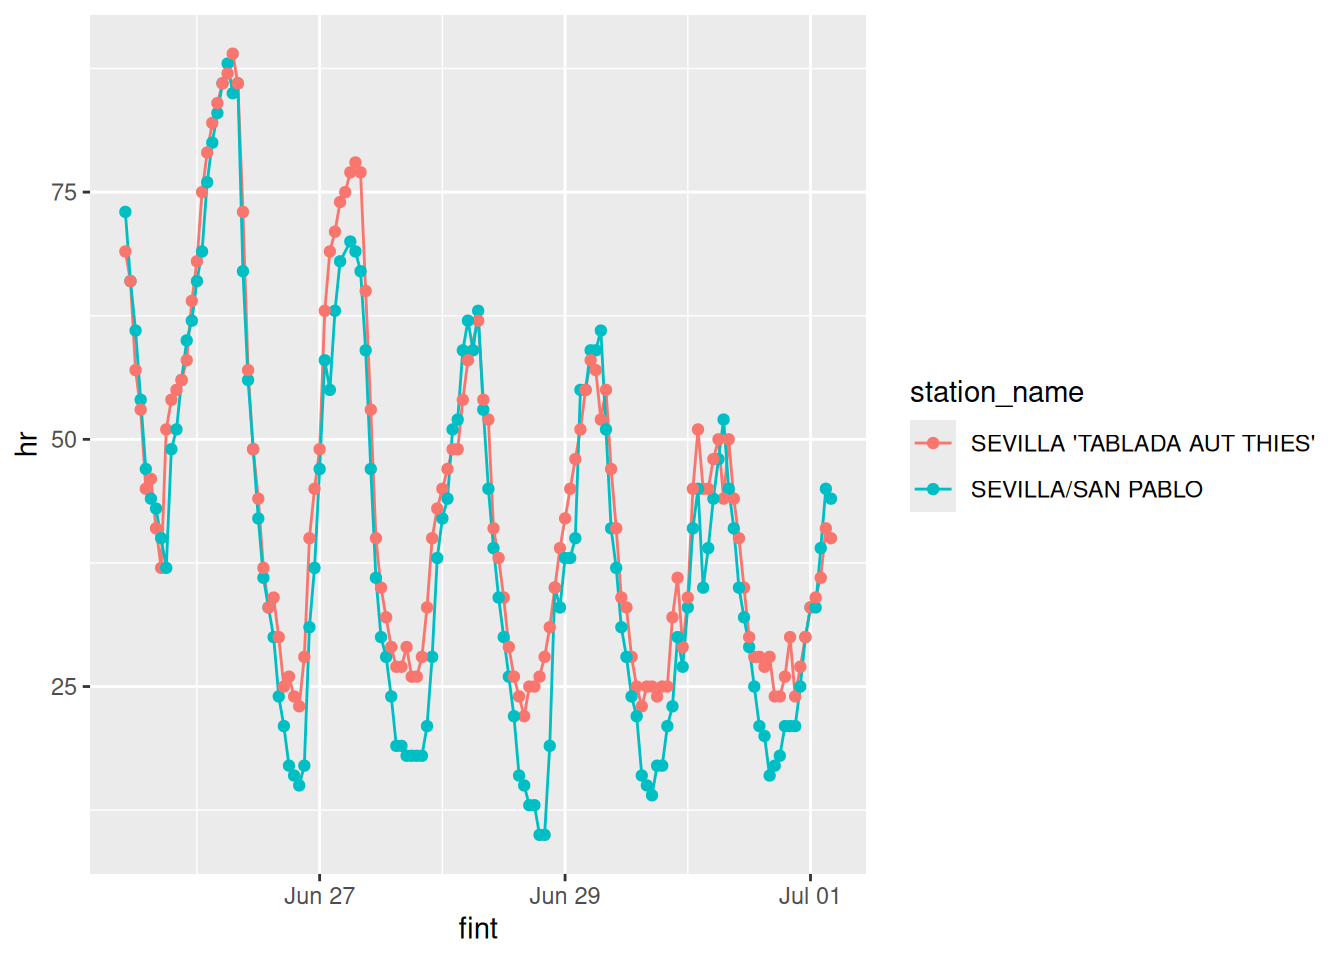 hr
75
50
25
Jun 27
Jun 29
Jul 01
fint
station_name
SEVILLA 'TABLADA AUT THIES'
SEVILLA/SAN PABLO